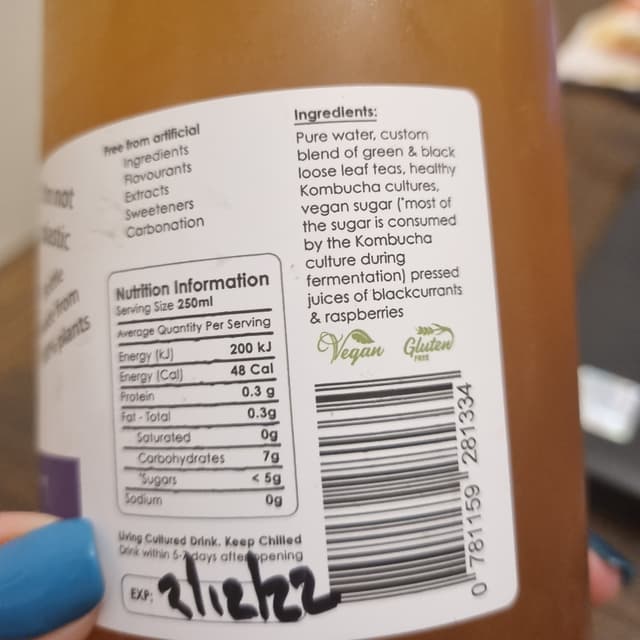 Free from artificial
Ingredients
Flavourants
Extracts
Sweeteners
Carbonation
not
plants
Nutrition Information
Serving Size 250ml
Average Quantity Per Serving
Energy (kJ) 200 kJ
Energy (Cal) 48 Cal
Protein 0.3 g
Fat - Total 0.3g
Saturated 0g
Carbohydrates 7g
*Sugars < 5g
Sodium 0g
Living Cultured Drink. Keep Chilled
Drink within 5-7 days after opening
EXP: 2/12/22
Ingredients:
Pure water, custom
blend of green & black
loose leaf teas, healthy
Kombucha cultures,
vegan sugar (*most of
the sugar is consumed
by the Kombucha
culture during
fermentation) pressed
juices of blackcurrants
& raspberries
Vegan
Gluten
FREE
0 781159 281334